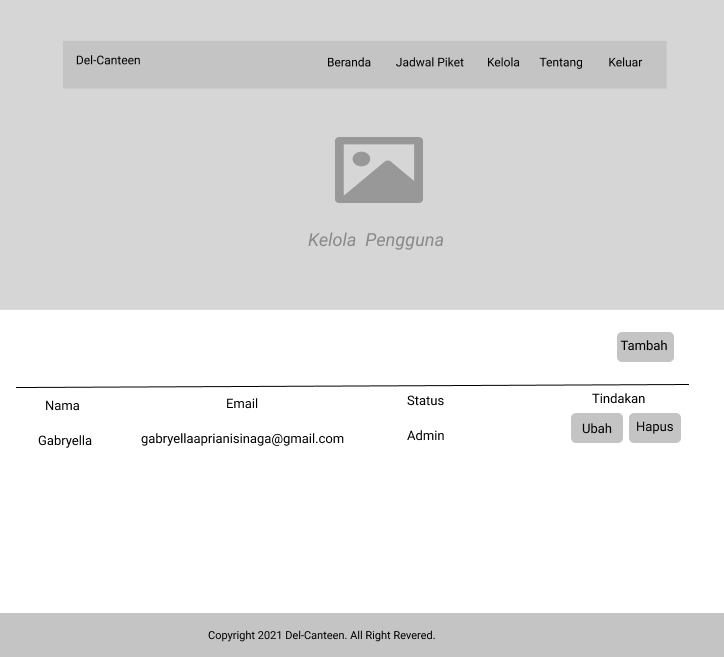 Del-Canteen Beranda Jadwal Piket Kelola Tentang Keluar
Kelola Pengguna
Tambah
Nama Email Status Tindakan
Gabryella gabryellaaprianisinaga@gmail.com Admin Ubah Hapus
Copyright 2021 Del-Canteen. All Right Revered.